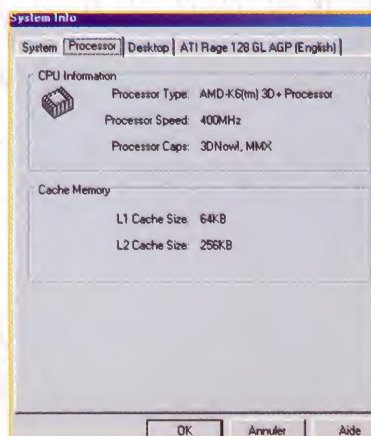 System Info
System Processor Desktop ATI Rage 128 GL AGP (English)
CPU Information
Processor Type: AMD-K6(tm) 3D+ Processor
Processor Speed: 400MHz
Processor Caps: 3DNow!, MMX
Cache Memory
L1 Cache Size: 64KB
L2 Cache Size: 256KB
OK Annuler Aide